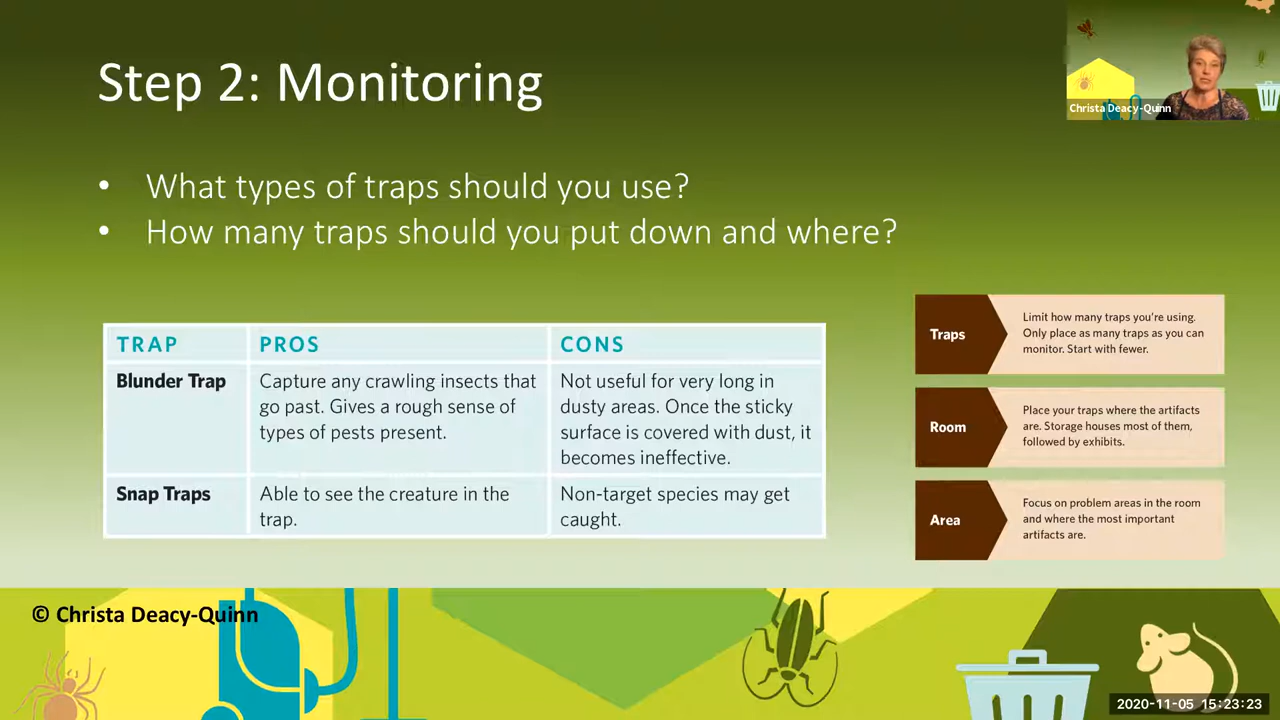 Step 2: Monitoring
Christa Deacy-Quinn
• What types of traps should you use?
• How many traps should you put down and where?
TRAP PROS CONS
Blunder Trap
Capture any crawling insects that
go past. Gives a rough sense of
types of pests present.
Not useful for very long in
dusty areas. Once the sticky
surface is covered with dust, it
becomes ineffective.
Snap Traps
Able to see the creature in the
trap.
Non-target species may get
caught.
Traps
Limit how many traps you're using.
Only place as many traps as you can
monitor. Start with fewer.
Room
Place your traps where the artifacts
are. Storage houses most of them,
followed by exhibits.
Area
Focus on problem areas in the room
and where the most important
artifacts are.
© Christa Deacy-Quinn
2020-11-05 15:23:23